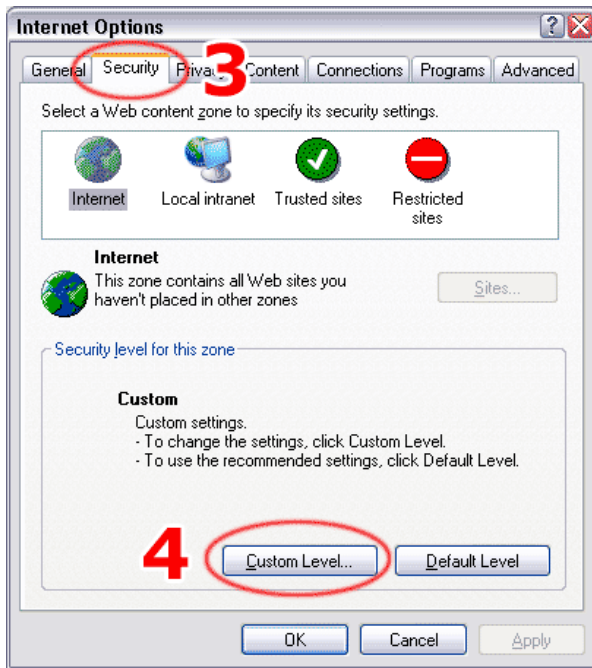 Internet Options
General Security Privacy Content Connections Programs Advanced
3
Select a Web content zone to specify its security settings.
Internet Local intranet Trusted sites Restricted
sites
Internet
This zone contains all Web sites you
haven't placed in other zones
Sites...
Security level for this zone
Custom
Custom settings.
- To change the settings, click Custom Level.
- To use the recommended settings, click Default Level.
4
Custom Level... Default Level
OK Cancel Apply